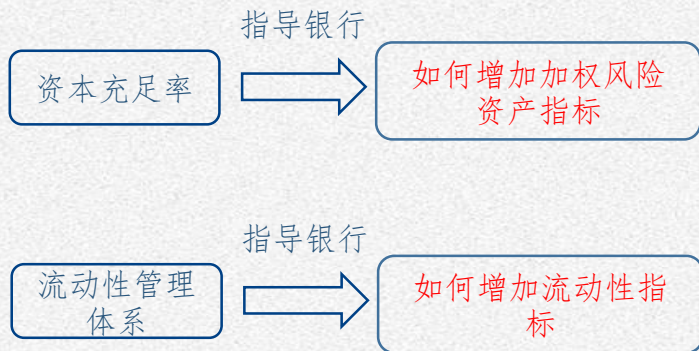 指导银行
资本充足率
如何增加加权风险
资产指标
指导银行
流动性管理
体系
如何增加流动性指
标